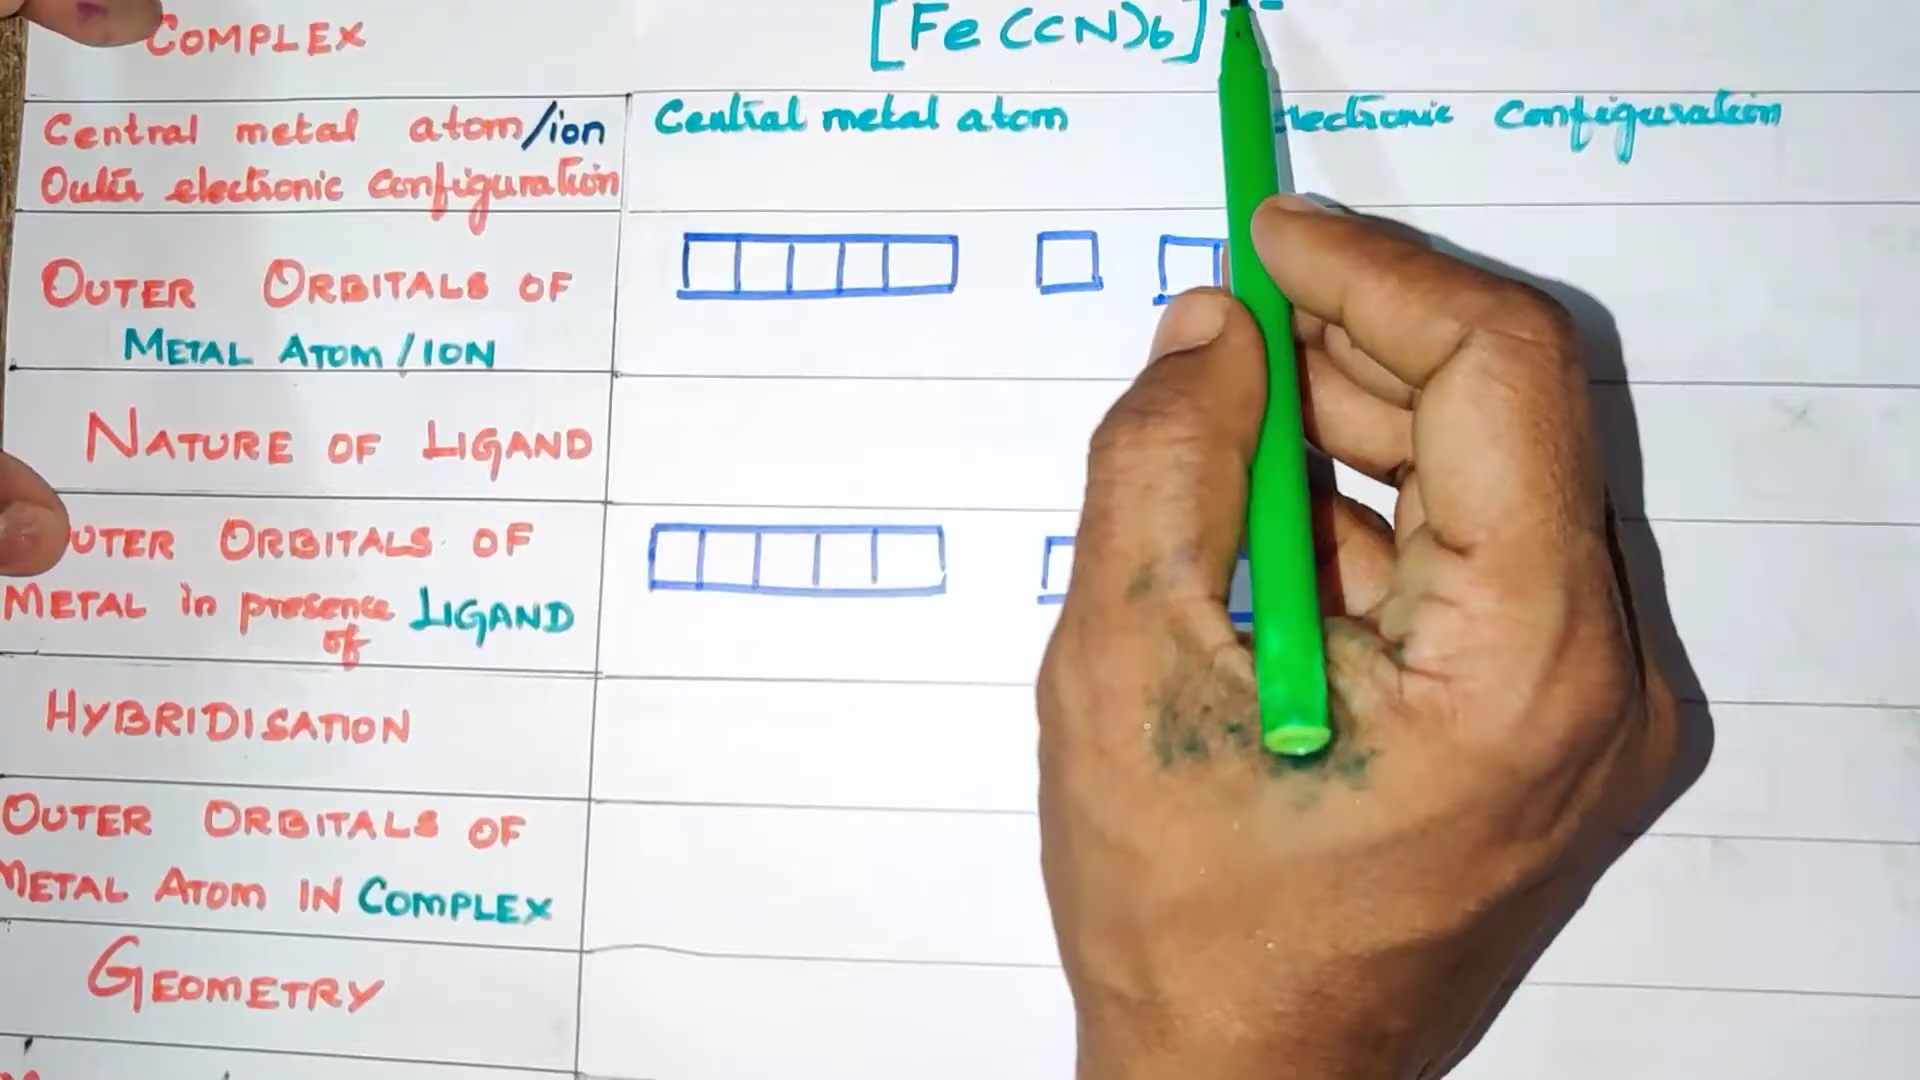 COMPLEX
[Fe(CN)6]
Central metal atom/ion
Outer electronic configuration
Central metal atom
electronic configuration
OUTER ORBITALS OF
METAL ATOM/ION
NATURE OF LIGAND
OUTER ORBITALS OF
METAL in presence of LIGAND
HYBRIDISATION
OUTER ORBITALS OF
METAL ATOM IN COMPLEX
GEOMETRY